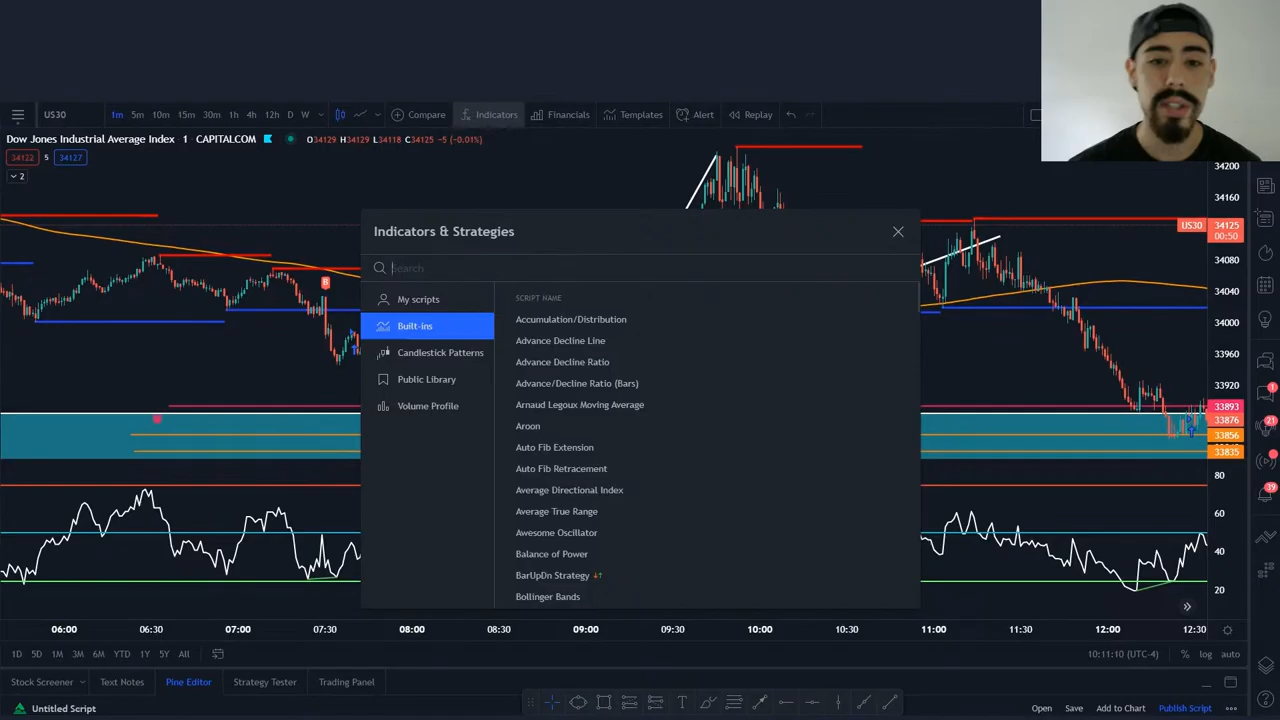 US30
1m 5m 10m 15m 30m 1h 4h 12h D W
Compare
Indicators
Financials
Templates
Alert
Replay
Dow Jones Industrial Average Index · 1 · CAPITALCOM
O34129 H34129 L34118 C34125 −5 (−0.01%)
34122 5 34127
2
Indicators & Strategies
Search
My scripts
Built-ins
Candlestick Patterns
Public Library
Volume Profile
SCRIPT NAME
Accumulation/Distribution
Advance Decline Line
Advance Decline Ratio
Advance/Decline Ratio (Bars)
Arnaud Legoux Moving Average
Aroon
Auto Fib Extension
Auto Fib Retracement
Average Directional Index
Average True Range
Awesome Oscillator
Balance of Power
BarUpDn Strategy
Bollinger Bands
B
34200
34160
US30 34125
00:50
34080
34040
34000
33960
33920
33893
33876
33856
33835
80
60
40
20
1
21
39
06:00 06:30 07:00 07:30 08:00 08:30 09:00 09:30 10:00 10:30 11:00 11:30 12:00 12:30
1D 5D 1M 3M 6M YTD 1Y 5Y All
10:11:10 (UTC-4) % log auto
Stock Screener Text Notes Pine Editor Strategy Tester Trading Panel
Untitled Script
Open Save Add to Chart Publish Script